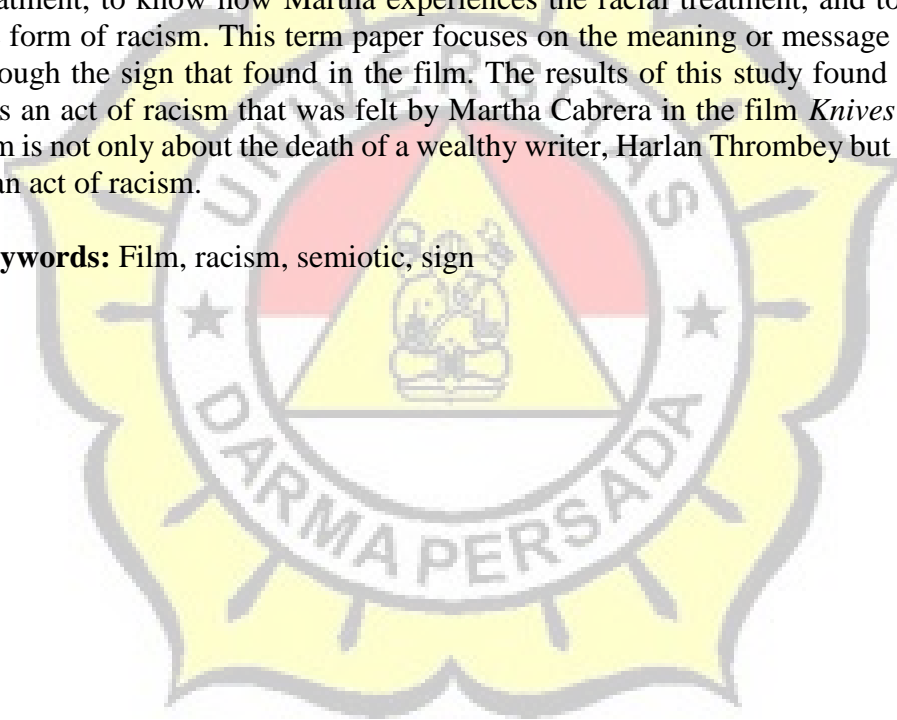 atment, to know how Martha experiences the racial treatment, and to
form of racism. This term paper focuses on the meaning or message
ough the sign that found in the film. The results of this study found
s an act of racism that was felt by Martha Cabrera in the film Knives
m is not only about the death of a wealthy writer, Harlan Thrombey but
an act of racism.
ywords: Film, racism, semiotic, sign
UNIVERSITAS
DARMA PERSADA